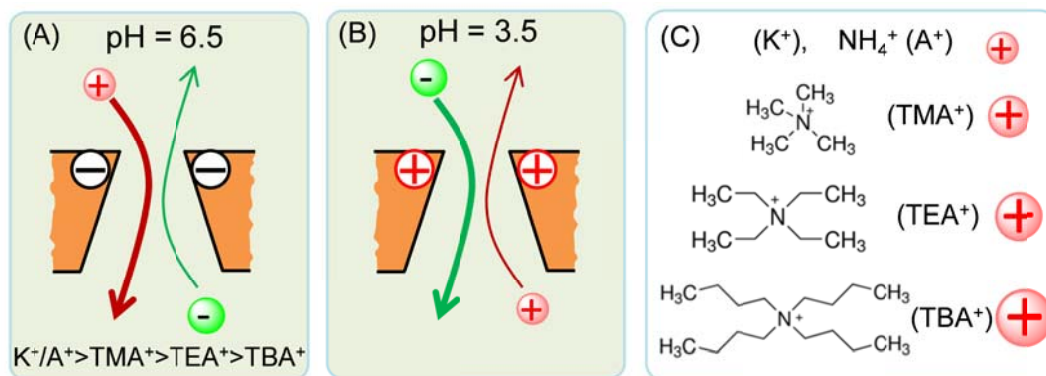 (A)
pH = 6.5
+
−
−
-
K⁺/A⁺>TMA⁺>TEA⁺>TBA⁺
(B)
pH = 3.5
-
+
+
+
(C)
(K⁺), NH₄⁺ (A⁺)
+
CH₃
H₃C
N⁺
H₃C CH₃
(TMA⁺)
+
H₃C CH₃
N⁺
H₃C CH₃
(TEA⁺)
+
H₃C CH₃
N⁺
H₃C CH₃
(TBA⁺)
+